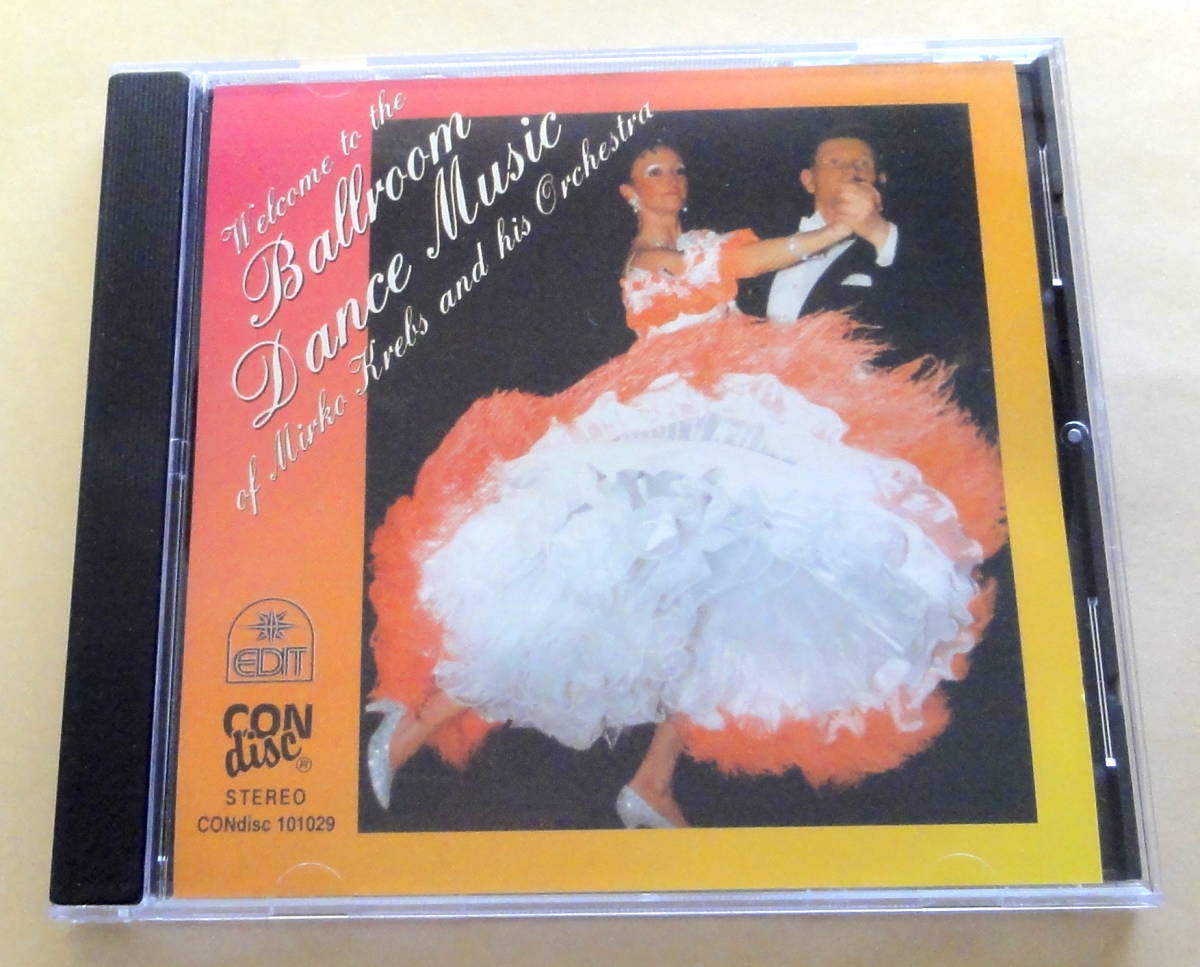 Welcome to the
Ballroom
Dance Music
of Mirko Krebs and his Orchestra
EDIT
CON
disc®
STEREO
CONdisc 101029